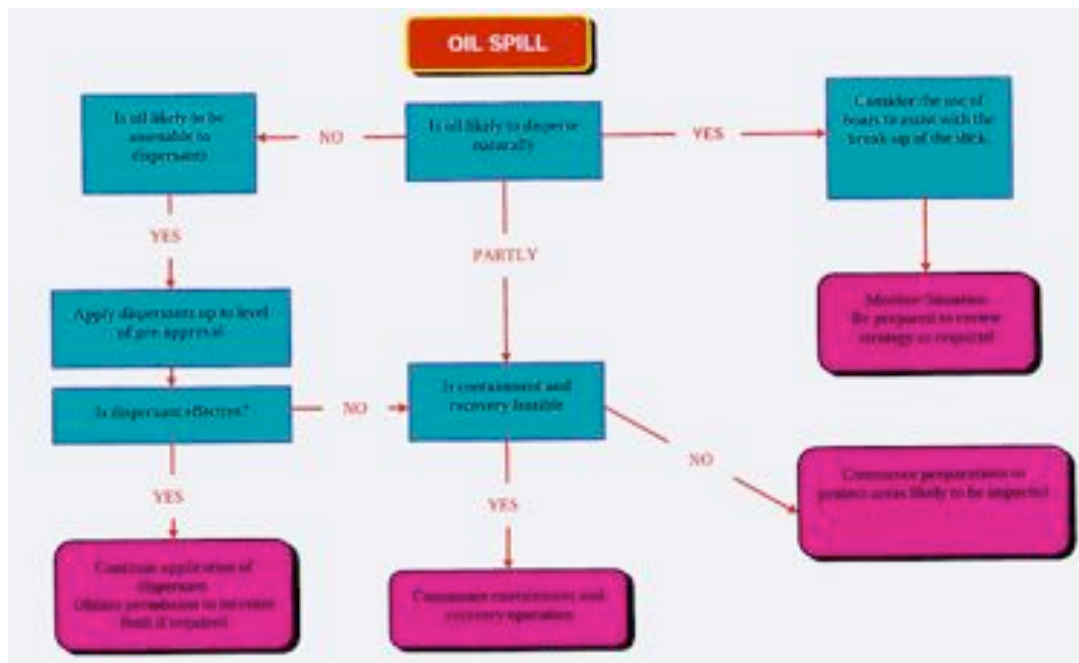 OIL SPILL
Is oil likely to be
amenable to
dispersants
NO
Is oil likely to disperse
naturally
YES
Consider the use of
boats to assist with the
break-up of the slick
YES
PARTLY
Monitor Situation
Be prepared to review
strategy as required
Apply dispersants up to level
of pre approval
Is dispersant effective?
NO
Is containment and
recovery feasible
NO
YES
YES
Commence preparations to
protect areas likely to be impacted
Continue application of
dispersant
Obtain permission to increase
limit if required
Commence containment and
recovery operation